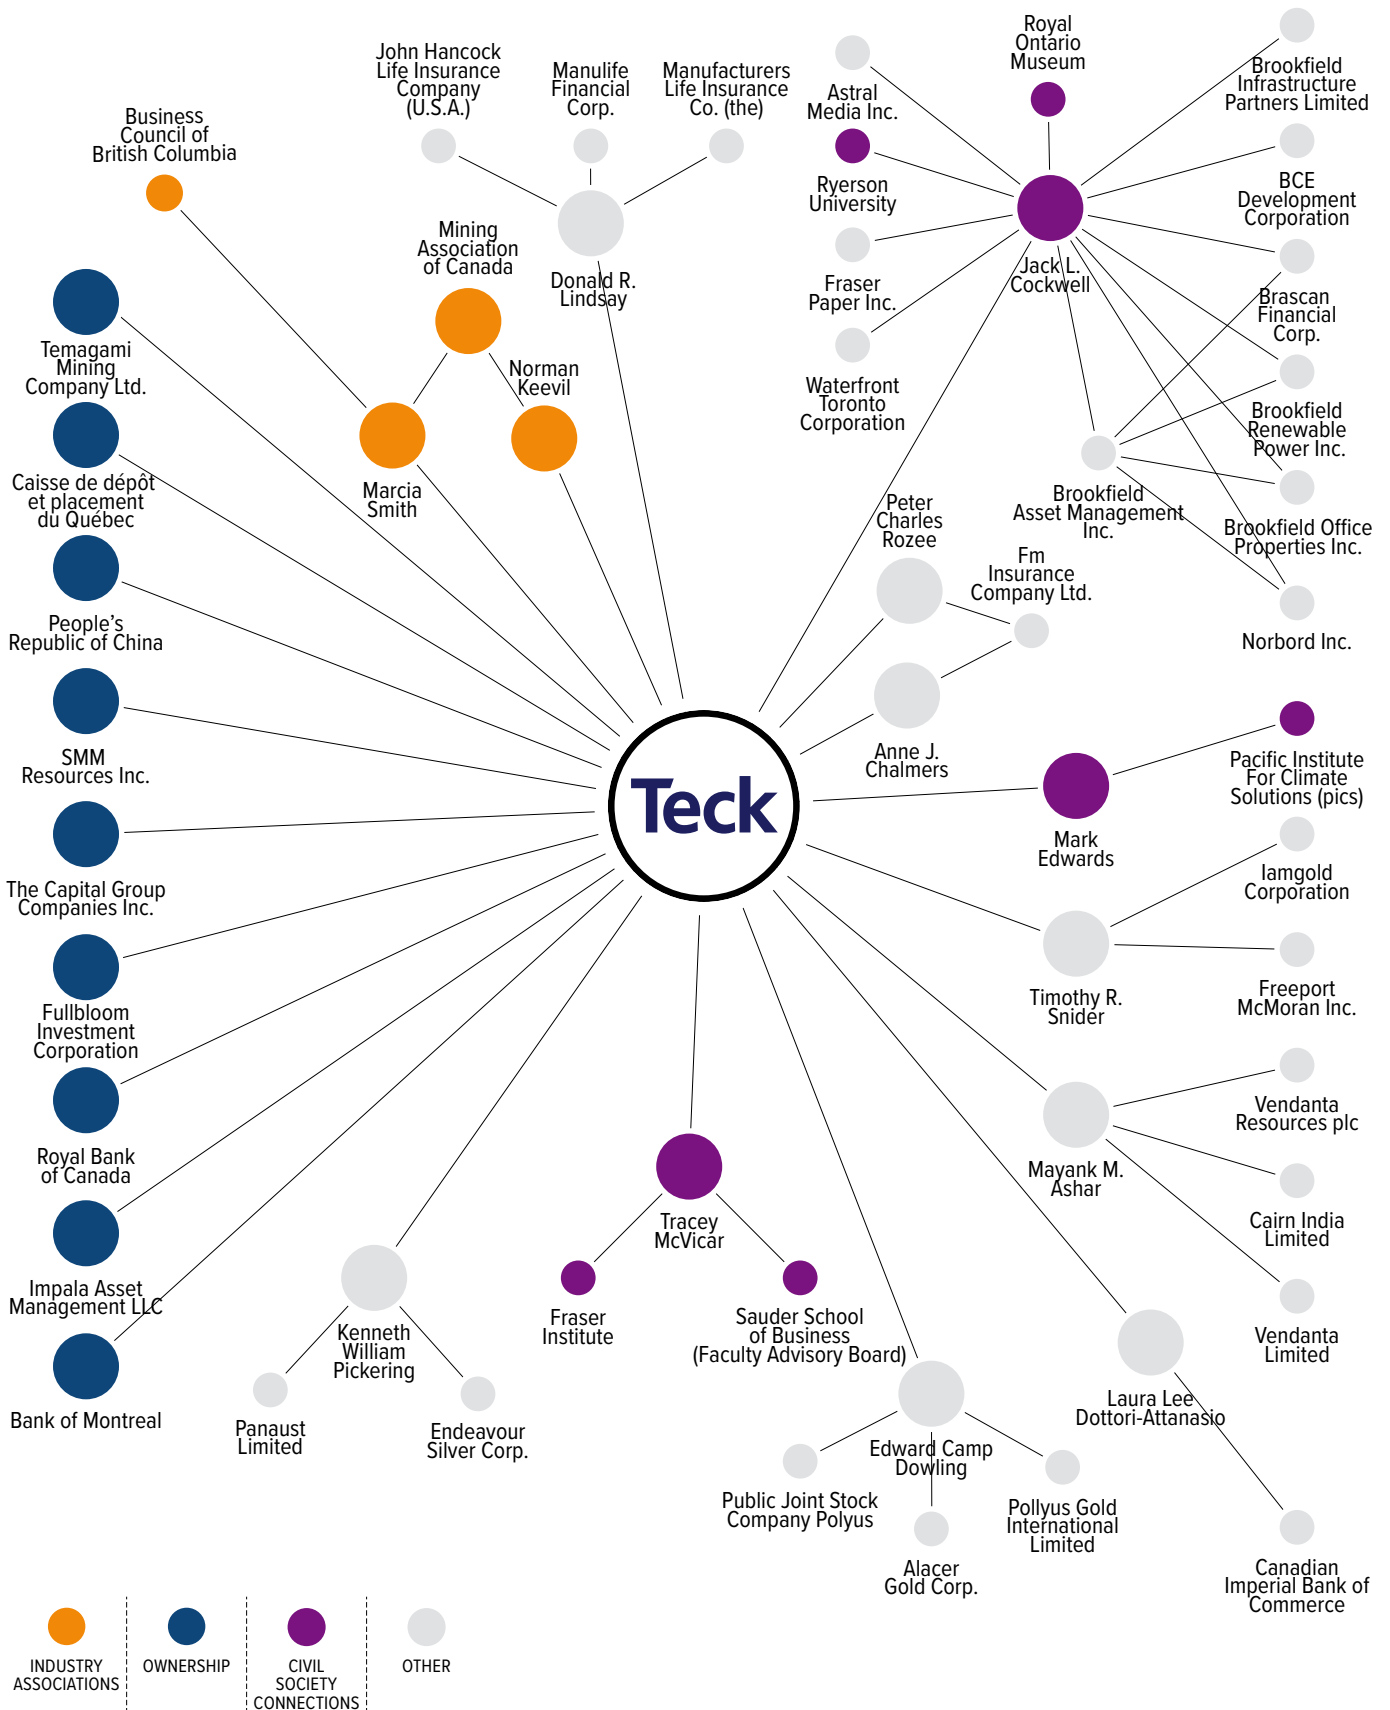 John Hancock
Life Insurance
Company
(U.S.A.)
Manulife
Financial
Corp.
Manufacturers
Life Insurance
Co. (the)
Royal
Ontario
Museum
Astral
Media Inc.
Brookfield
Infrastructure
Partners Limited
Business
Council of
British Columbia
Ryerson
University
BCE
Development
Corporation
Mining
Association
of Canada
Donald R.
Lindsay
Fraser
Paper Inc.
Jack L.
Cockwell
Brascan
Financial
Corp.
Temagami
Mining
Company Ltd.
Norman
Keevil
Waterfront
Toronto
Corporation
Brookfield
Renewable
Power Inc.
Caisse de dépôt
et placement
du Québec
Marcia
Smith
Peter
Charles
Rozee
Brookfield
Asset Management
Inc.
Brookfield Office
Properties Inc.
Fm
Insurance
Company Ltd.
People's
Republic of China
Norbord Inc.
SMM
Resources Inc.
Anne J.
Chalmers
Pacific Institute
For Climate
Solutions (pics)
Teck
Mark
Edwards
The Capital Group
Companies Inc.
Iamgold
Corporation
Fullbloom
Investment
Corporation
Timothy R.
Snider
Freeport
McMoran Inc.
Vendanta
Resources plc
Royal Bank
of Canada
Mayank M.
Ashar
Tracey
McVicar
Cairn India
Limited
Impala Asset
Management LLC
Kenneth
William
Pickering
Fraser
Institute
Sauder School
of Business
(Faculty Advisory Board)
Vendanta
Limited
Bank of Montreal
Panaust
Limited
Endeavour
Silver Corp.
Laura Lee
Dottori-Attanasio
Edward Camp
Dowling
Public Joint Stock
Company Polyus
Pollyus Gold
International
Limited
Alacer
Gold Corp.
Canadian
Imperial Bank of
Commerce
INDUSTRY
ASSOCIATIONS
OWNERSHIP
CIVIL
SOCIETY
CONNECTIONS
OTHER